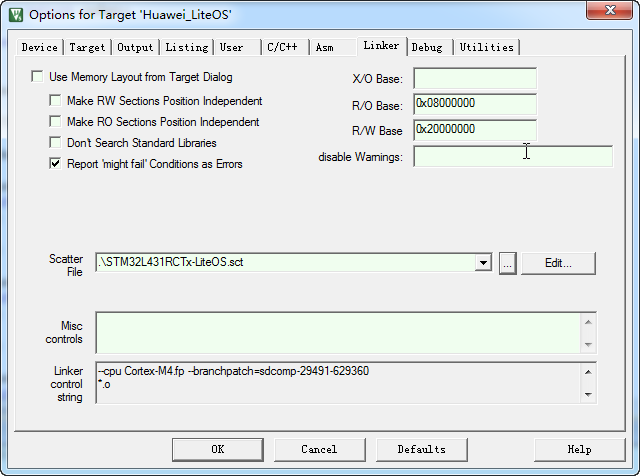 Options for Target 'Huawei_LiteOS'
Device Target Output Listing User C/C++ Asm Linker Debug Utilities
Use Memory Layout from Target Dialog
X/O Base:
Make RW Sections Position Independent
R/O Base: 0x08000000
Make RO Sections Position Independent
R/W Base 0x20000000
Don't Search Standard Libraries
disable Warnings:
Report 'might fail' Conditions as Errors
Scatter
File
.\STM32L431RCTx-LiteOS.sct
... Edit...
Misc
controls
Linker
control
string
--cpu Cortex-M4.fp --branchpatch=sdcomp-29491-629360
*.o
OK Cancel Defaults Help